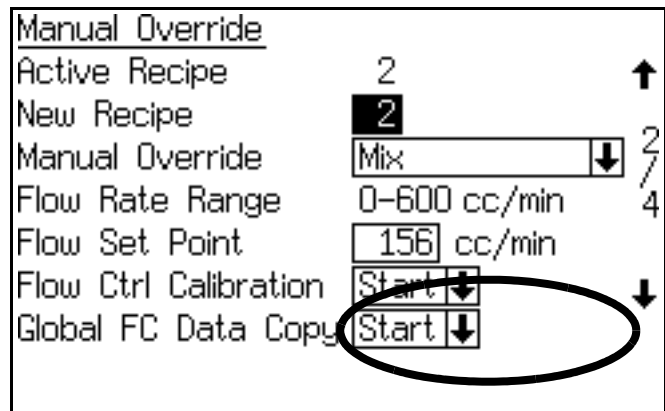 Manual Override
Active Recipe 2
New Recipe 2
Manual Override Mix
Flow Rate Range 0-600 cc/min
Flow Set Point 156 cc/min
Flow Ctrl Calibration Start
Global FC Data Copy Start
2/4